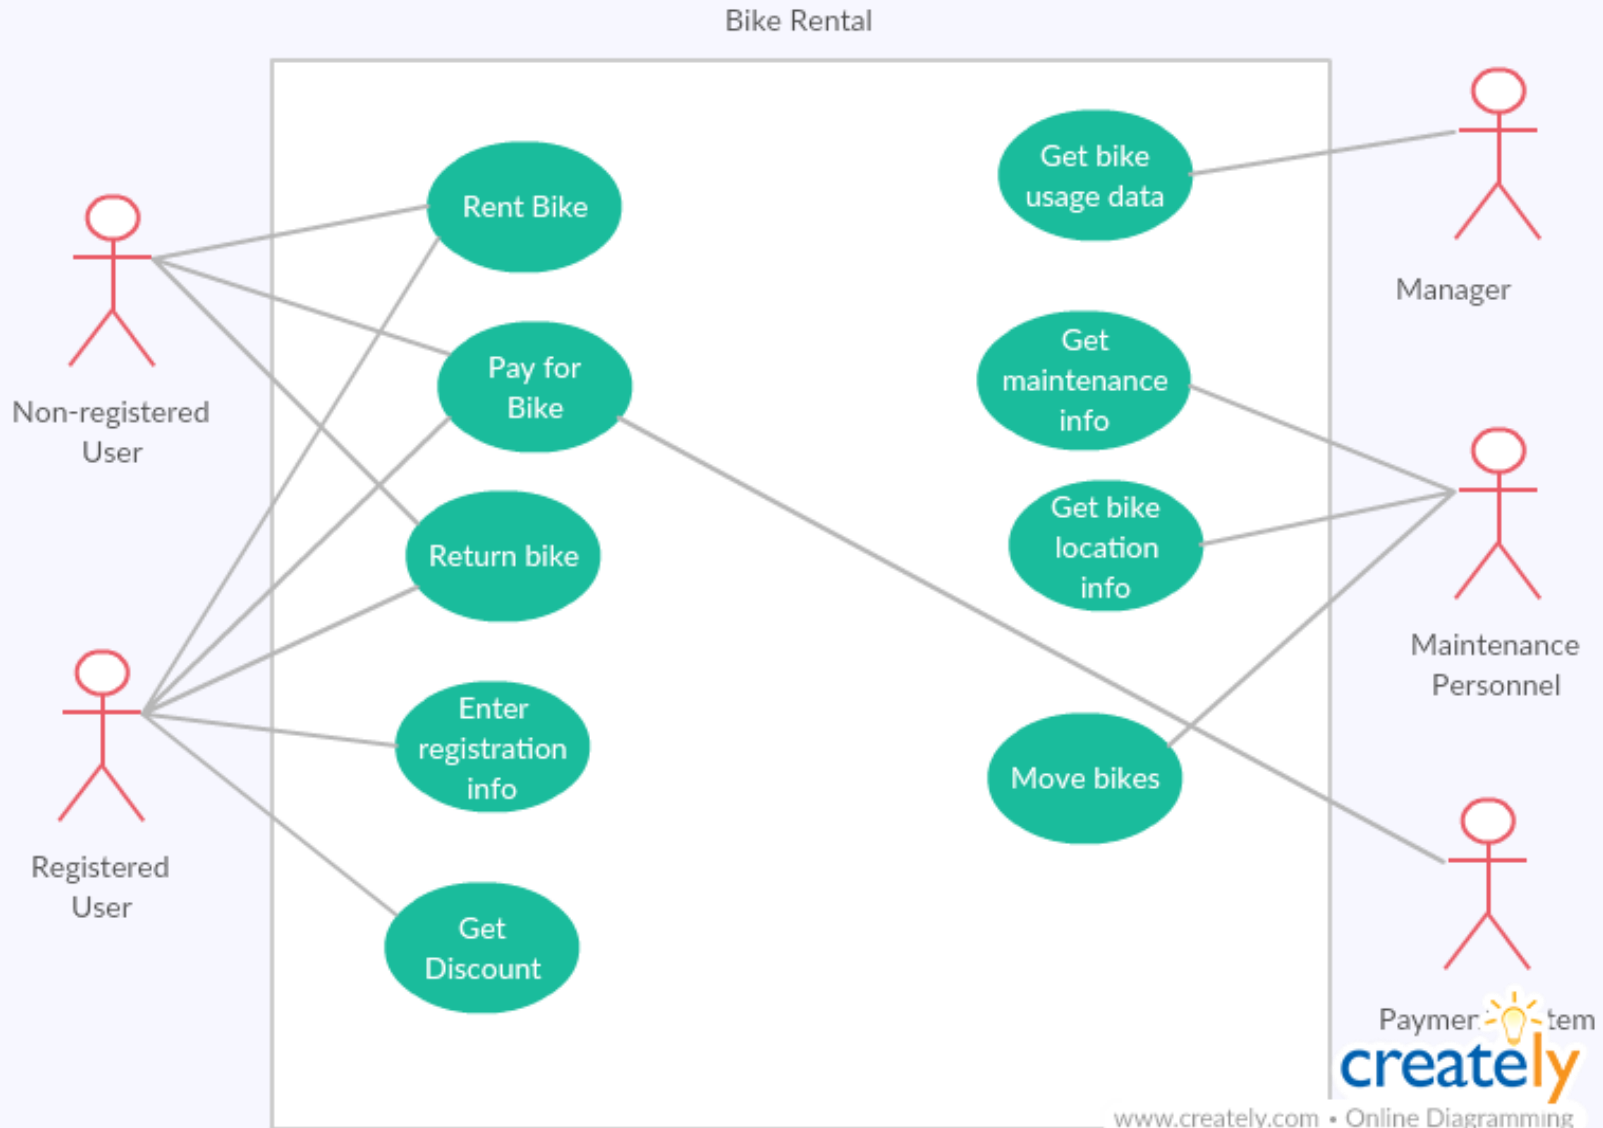 Bike Rental
Rent Bike
Pay for
Bike
Return bike
Enter
registration
info
Get
Discount
Get bike
usage data
Get
maintenance
info
Get bike
location
info
Move bikes
Non-registered
User
Registered
User
Manager
Maintenance
Personnel
creately
www.creately.com • Online Diagramming